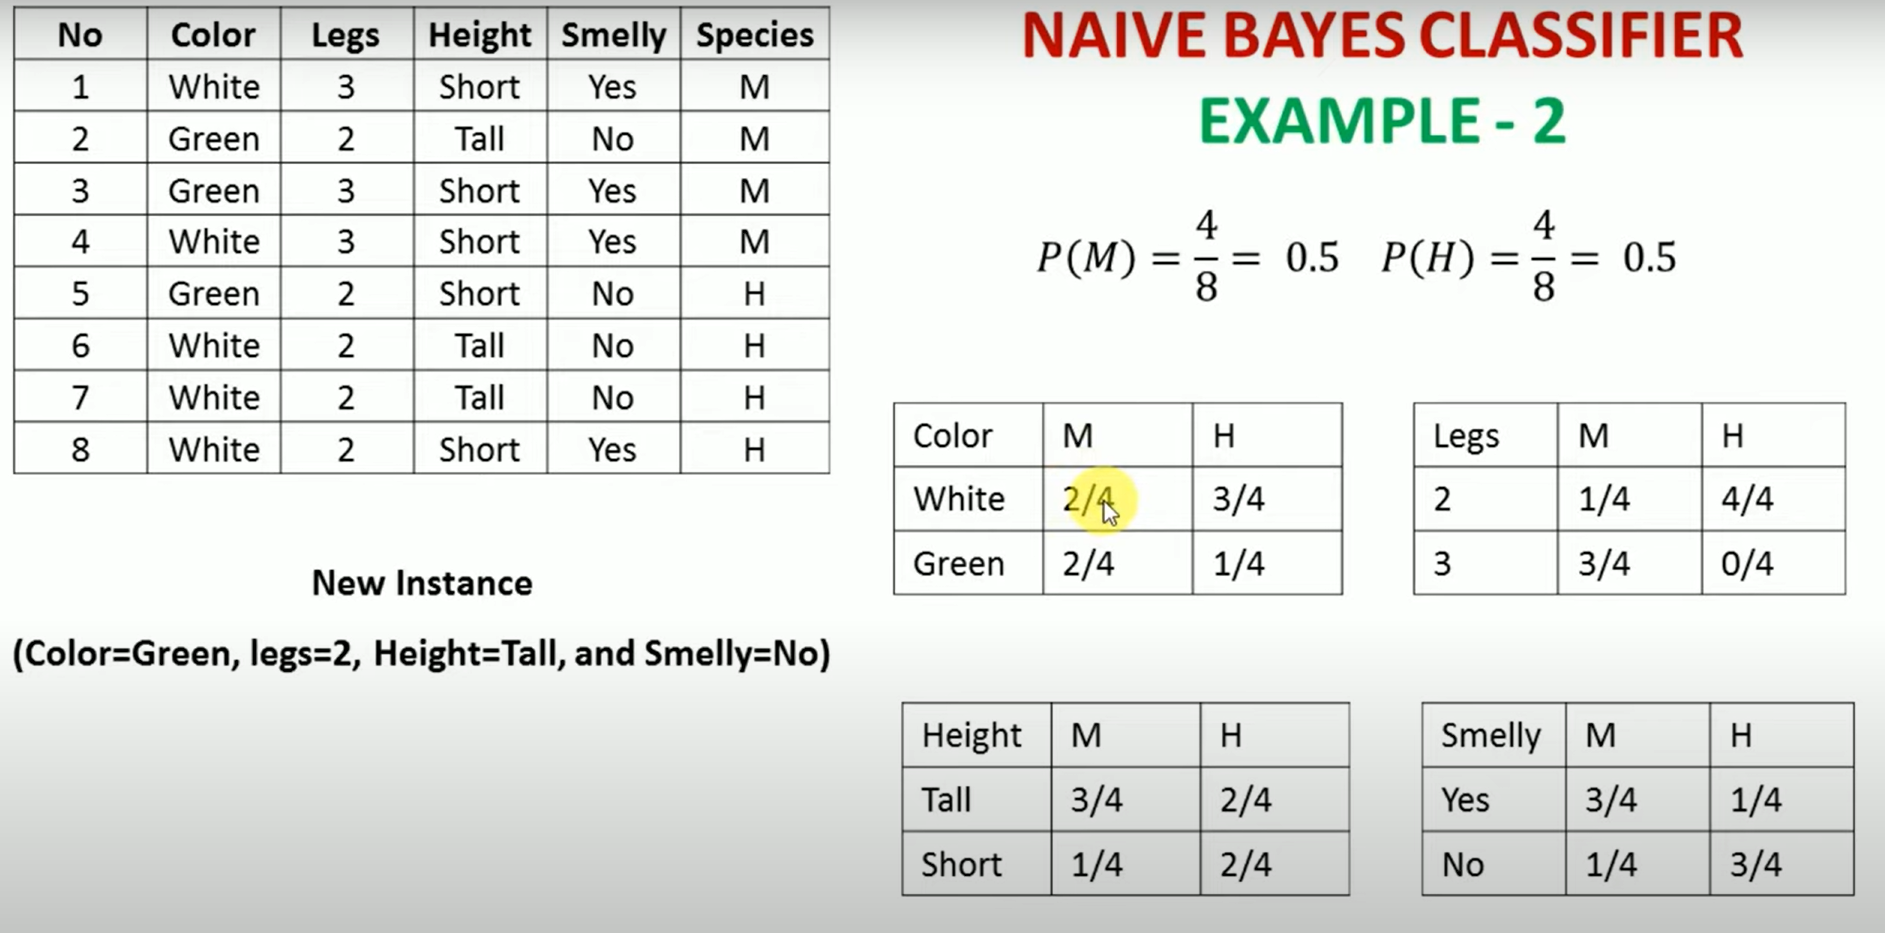 No Color Legs Height Smelly Species
1 White 3 Short Yes M
2 Green 2 Tall No M
3 Green 3 Short Yes M
4 White 3 Short Yes M
5 Green 2 Short No H
6 White 2 Tall No H
7 White 2 Tall No H
8 White 2 Short Yes H
New Instance
(Color=Green, legs=2, Height=Tall, and Smelly=No)
NAIVE BAYES CLASSIFIER
EXAMPLE - 2
P(M) = 4/8 = 0.5 P(H) = 4/8 = 0.5
Color M H
White 2/4 3/4
Green 2/4 1/4
Legs M H
2 1/4 4/4
3 3/4 0/4
Height M H
Tall 3/4 2/4
Short 1/4 2/4
Smelly M H
Yes 3/4 1/4
No 1/4 3/4